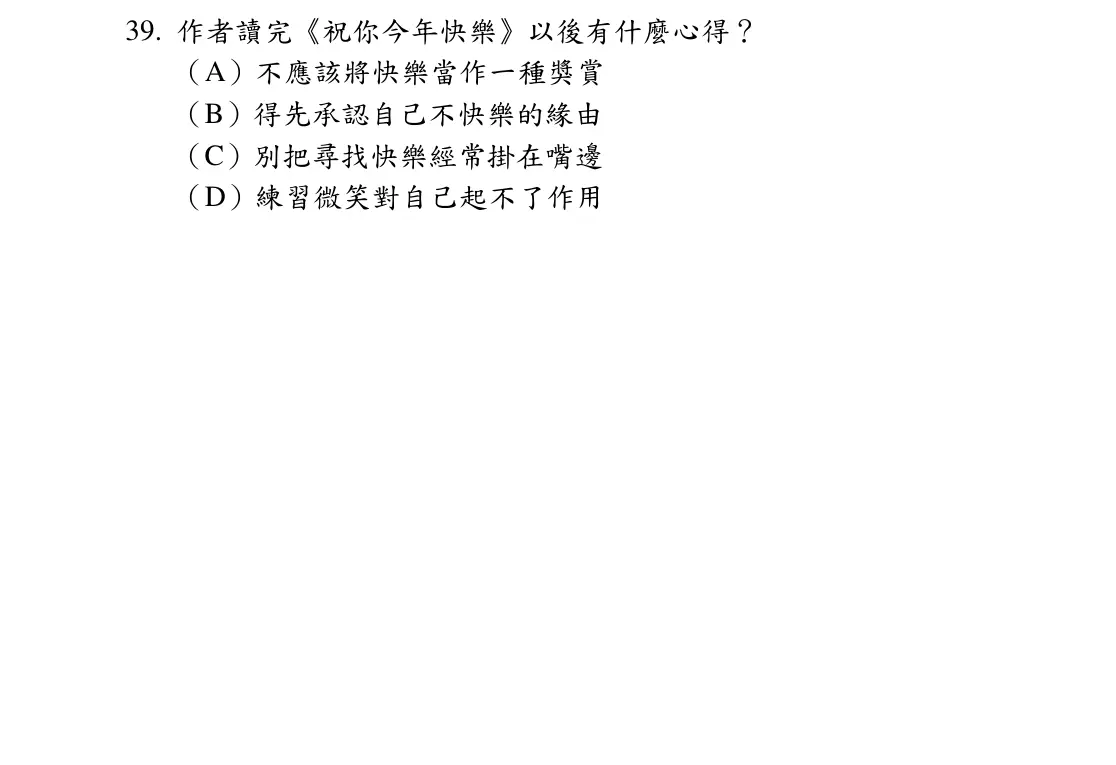 39. 作者讀完《祝你今年快樂》以後有什麼心得？
（A）不應該將快樂當作一種獎賞
（B）得先承認自己不快樂的緣由
（C）別把尋找快樂經常掛在嘴邊
（D）練習微笑對自己起不了作用